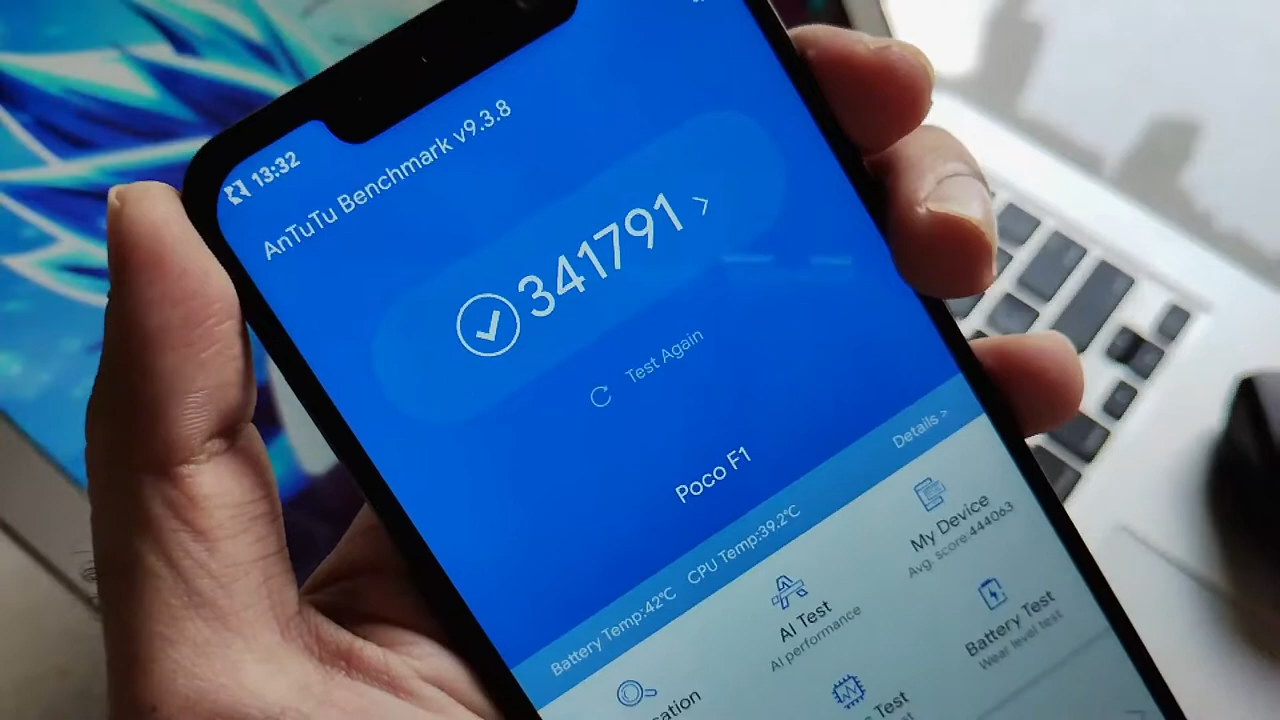 13:32
AnTuTu Benchmark v9.3.8
341791 >
Test Again
Poco F1
Battery Temp:42℃ CPU Temp:39.2℃ Details >
My Device
Avg. score:444063
AI Test
AI performance
Battery Test
Wear level test
Test